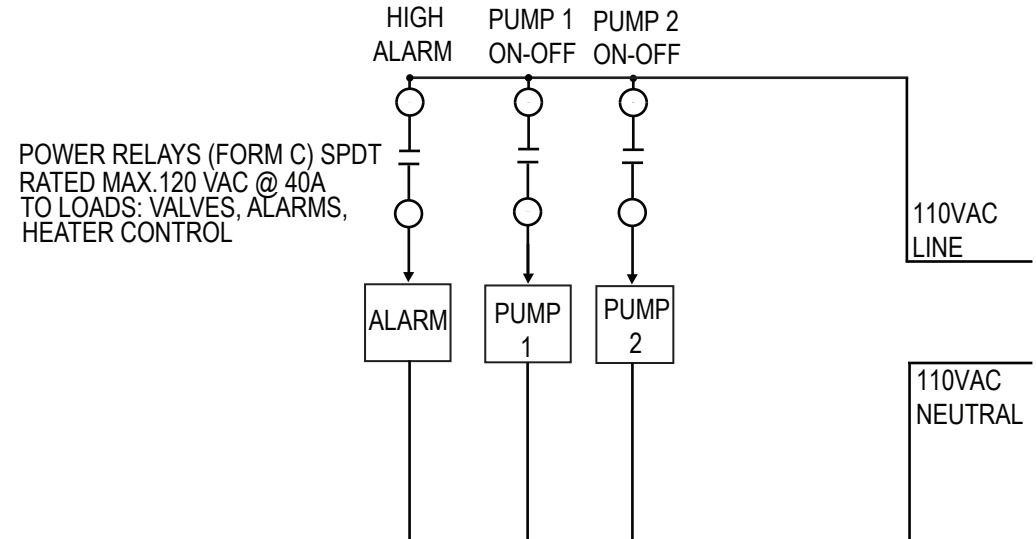 HIGH
ALARM
PUMP 1
ON-OFF
PUMP 2
ON-OFF
POWER RELAYS (FORM C) SPDT
RATED MAX.120 VAC @ 40A
TO LOADS: VALVES, ALARMS,
HEATER CONTROL
110VAC
LINE
ALARM
PUMP
1
PUMP
2
110VAC
NEUTRAL